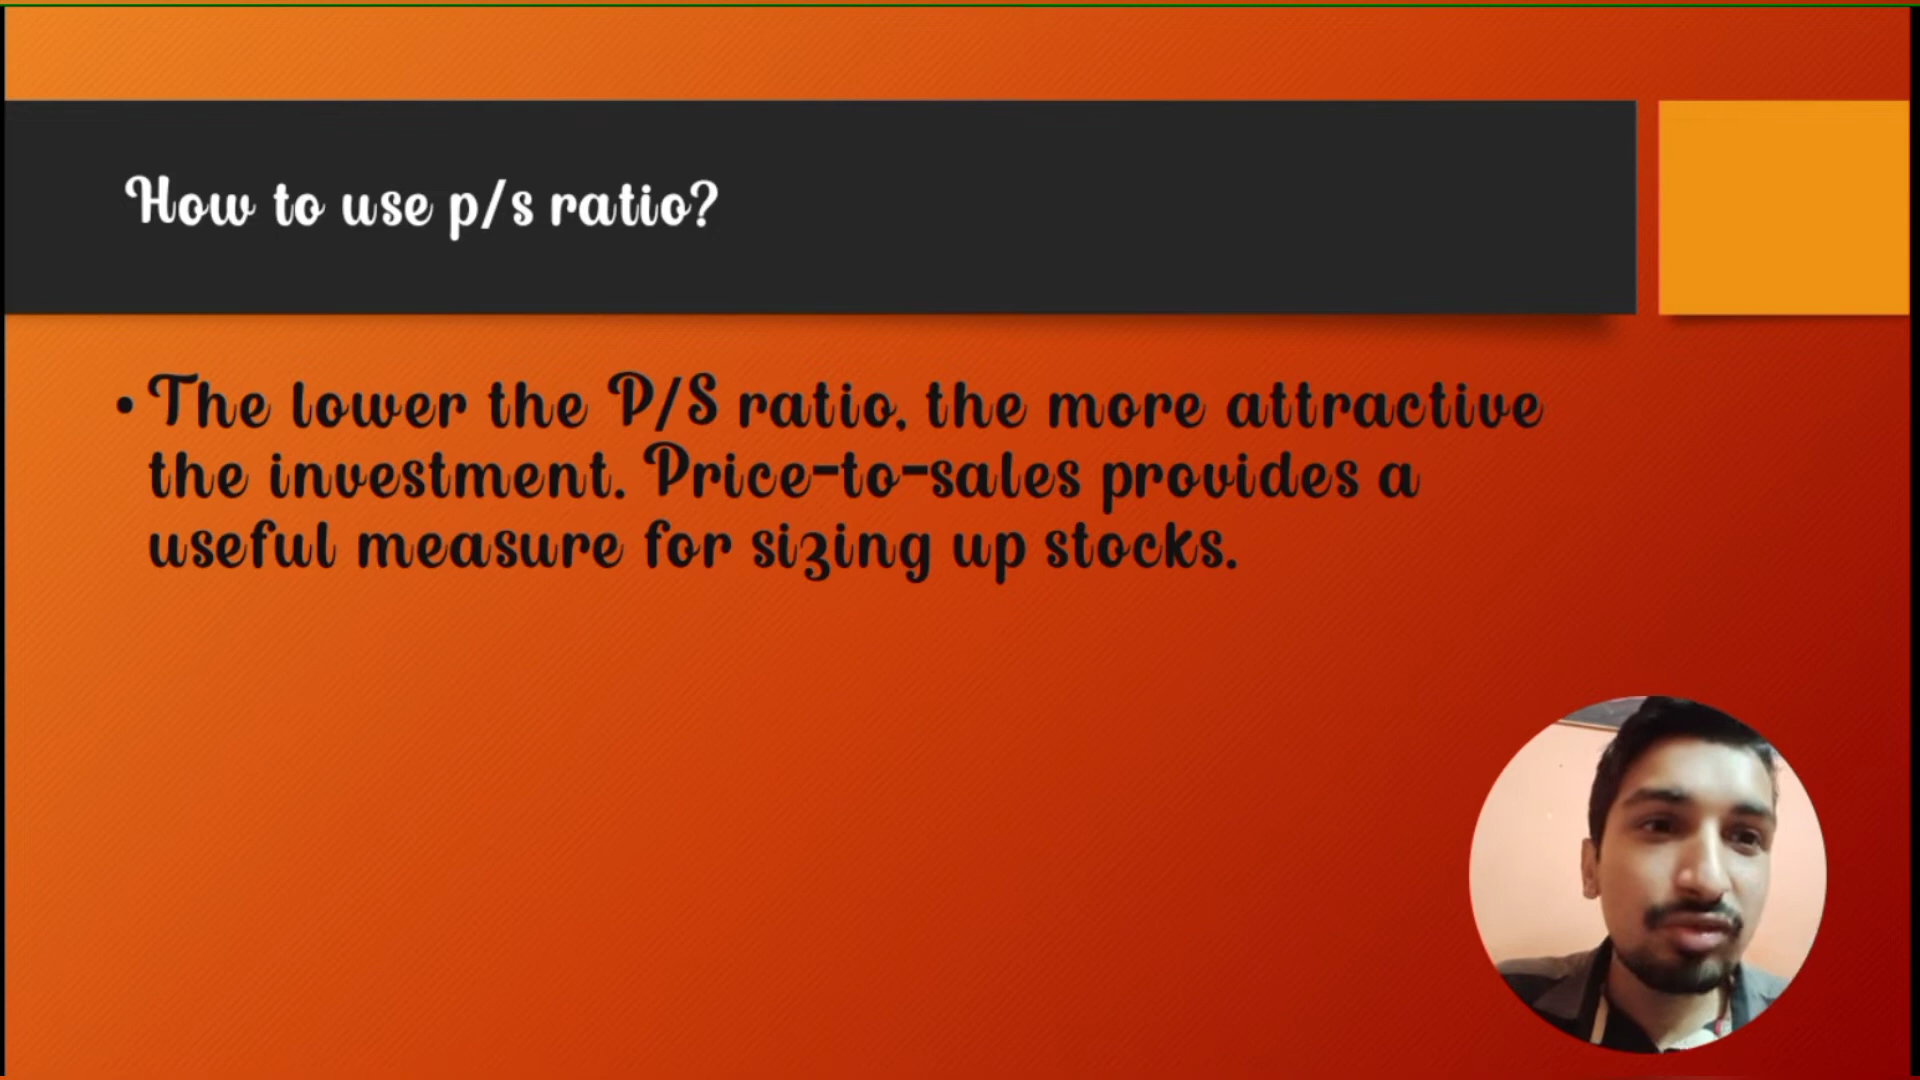 How to use p/s ratio?
• The lower the P/S ratio, the more attractive
the investment. Price-to-sales provides a
useful measure for sizing up stocks.